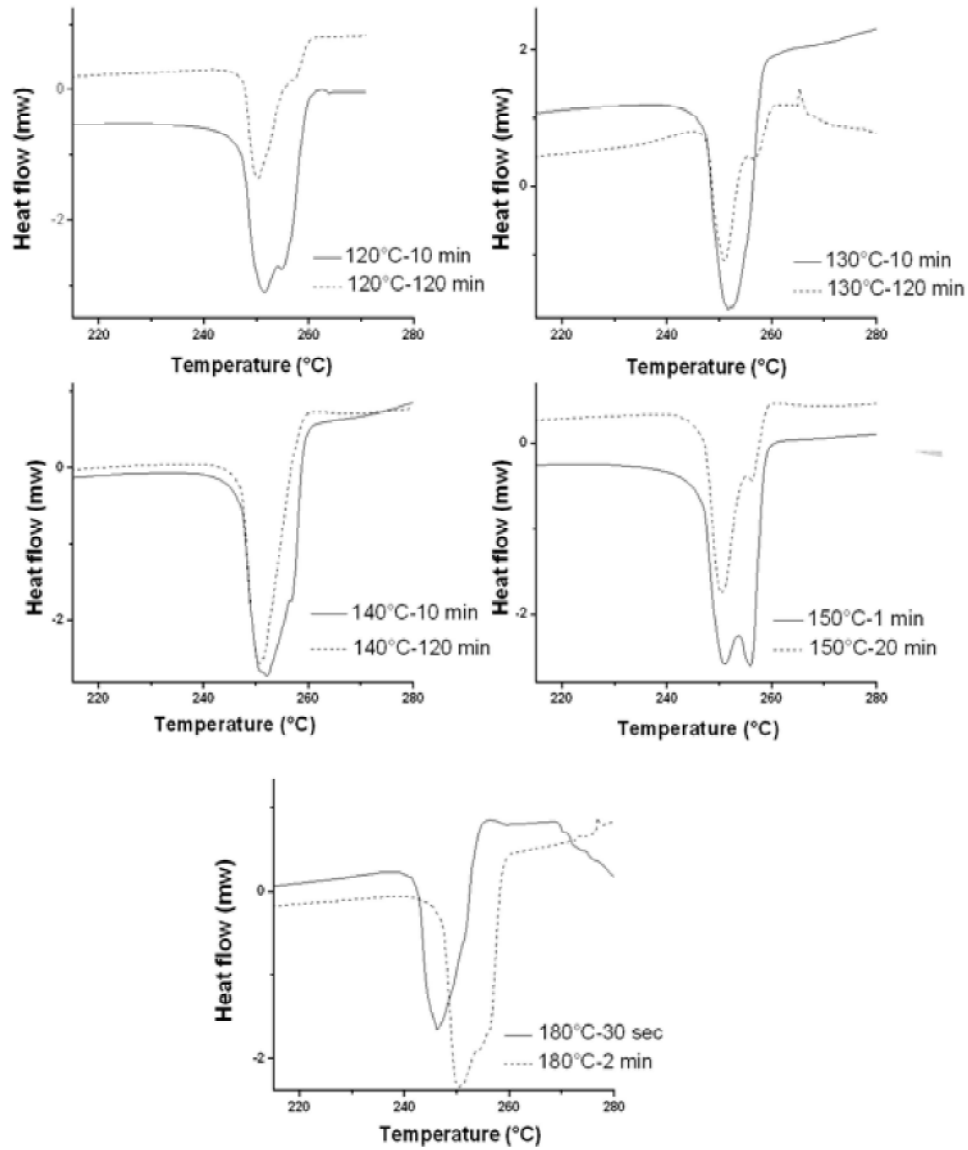 Heat flow (mw)
0
-2
120°C-10 min
120°C-120 min
220 240 260 280
Temperature (°C)
Heat flow (mw)
2
0
130°C-10 min
130°C-120 min
220 240 260 280
Temperature (°C)
Heat flow (mw)
0
-2
140°C-10 min
140°C-120 min
220 240 260 280
Temperature (°C)
Heat flow (mw)
0
-2
150°C-1 min
150°C-20 min
220 240 260 280
Temperature (°C)
Heat flow (mw)
0
-2
180°C-30 sec
180°C-2 min
220 240 260 280
Temperature (°C)